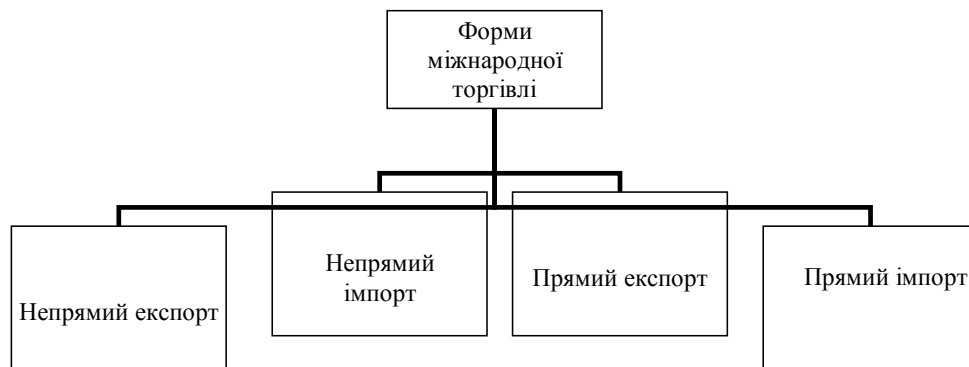 Форми
міжнародної
торгівлі
Непрямий експорт
Непрямий
імпорт
Прямий експорт
Прямий імпорт